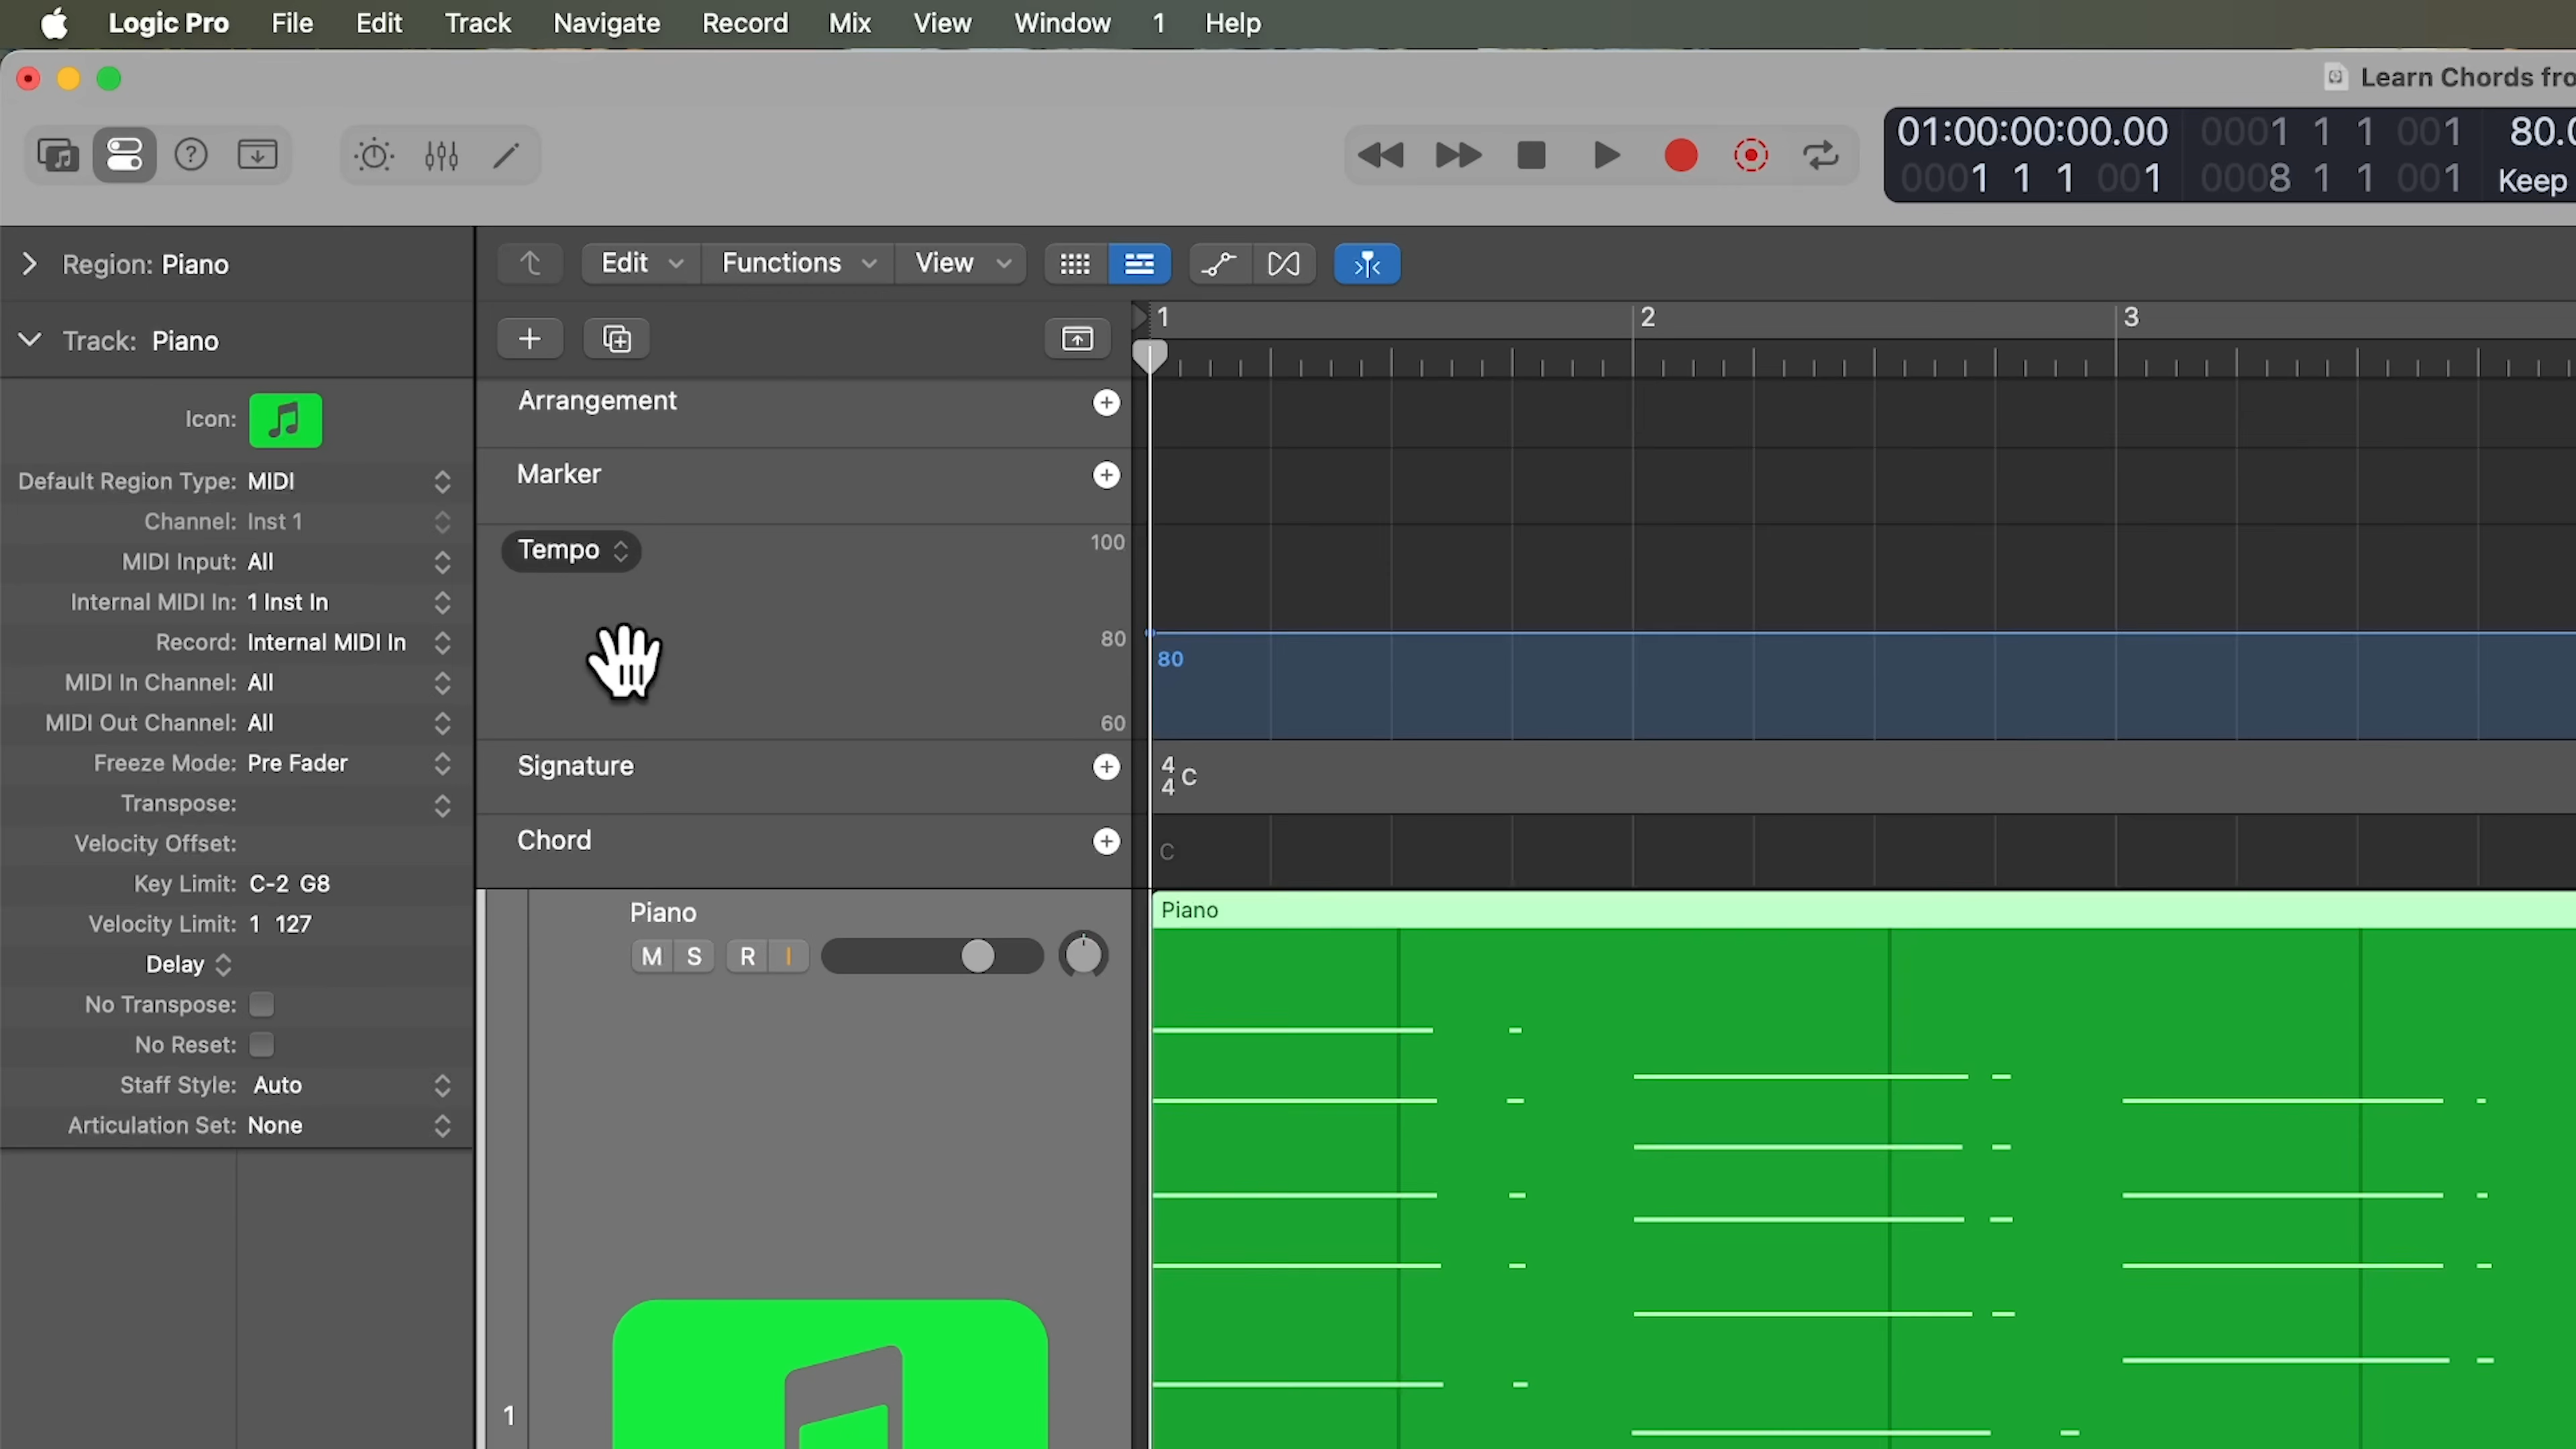 Logic Pro File Edit Track Navigate Record Mix View Window 1 Help
Learn Chords fro
01:00:00:00.00 0001 1 1 001 80.0
0001 1 1 001 0008 1 1 001 Keep
Region: Piano
Edit Functions View
Track: Piano
1 2 3
Icon:
Default Region Type: MIDI
Channel: Inst 1
MIDI Input: All
Internal MIDI In: 1 Inst In
Record: Internal MIDI In
MIDI In Channel: All
MIDI Out Channel: All
Freeze Mode: Pre Fader
Transpose:
Velocity Offset:
Key Limit: C-2 G8
Velocity Limit: 1 127
Delay
No Transpose:
No Reset:
Staff Style: Auto
Articulation Set: None
Arrangement
Marker
Tempo 100
80
80
60
Signature 4/4 C
Chord C
Piano
M S R I
1
Piano